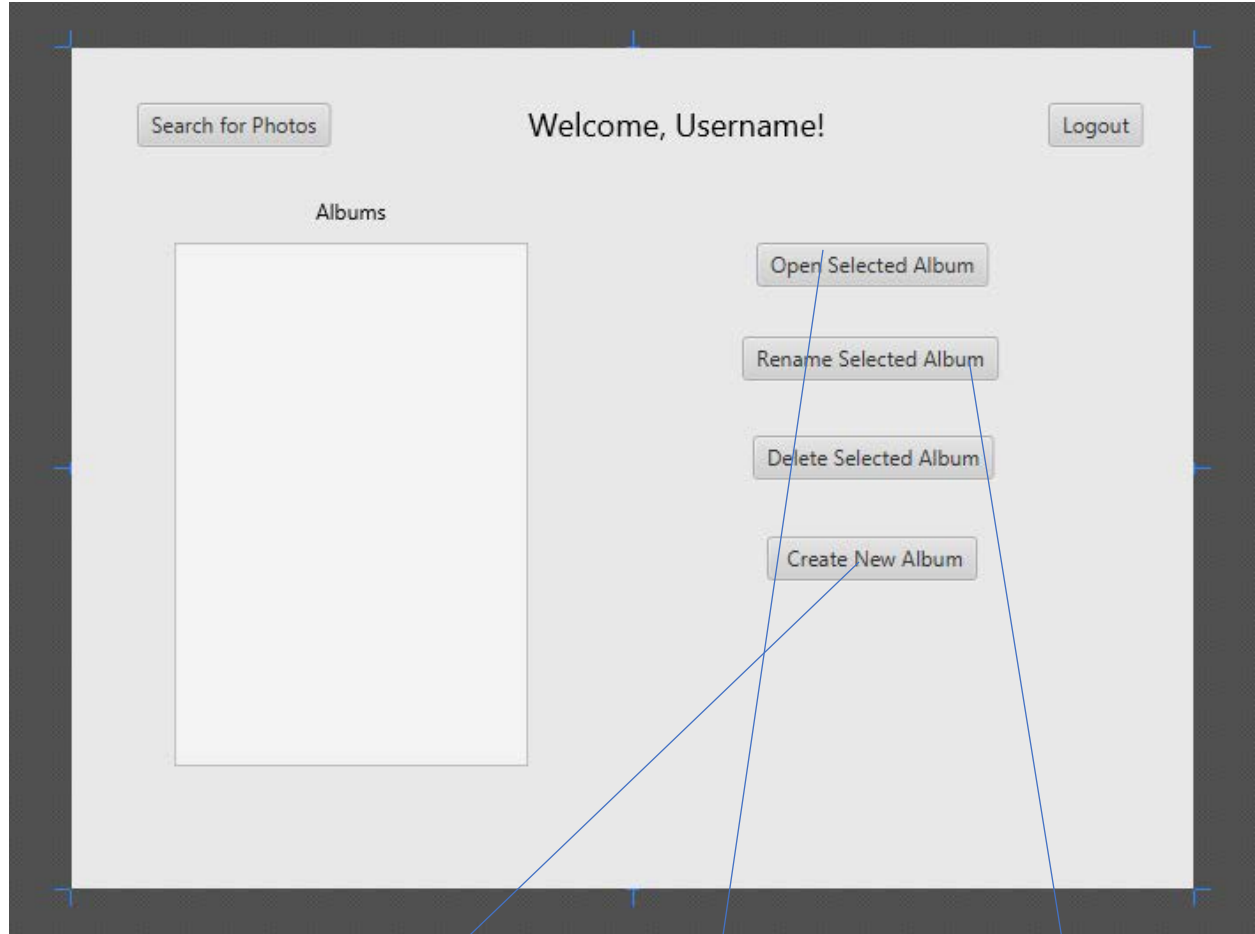 Search for Photos
Welcome, Username!
Logout
Albums
Open Selected Album
Rename Selected Album
Delete Selected Album
Create New Album